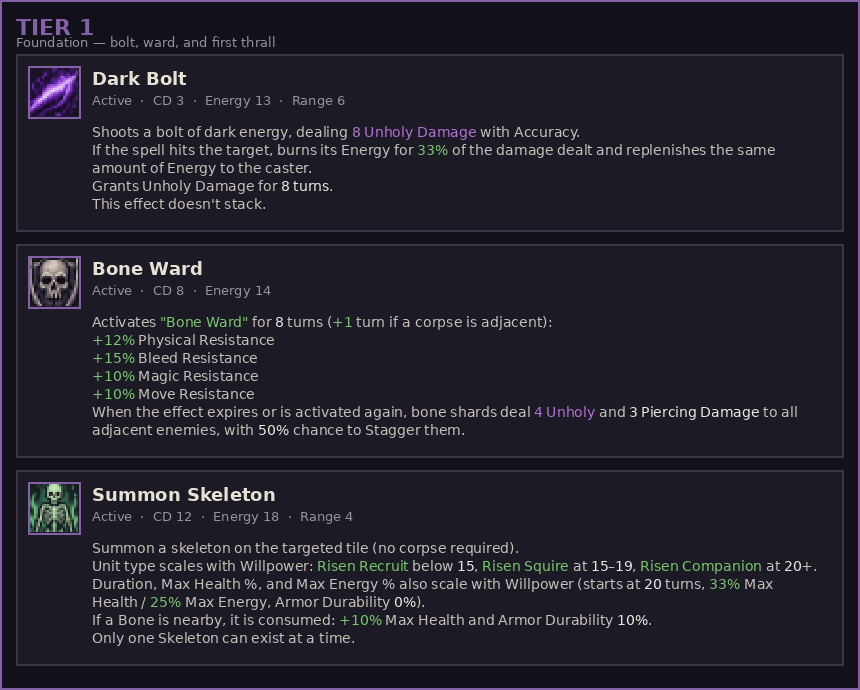 TIER 1
Foundation — bolt, ward, and first thrall
Dark Bolt
Active · CD 3 · Energy 13 · Range 6
Shoots a bolt of dark energy, dealing 8 Unholy Damage with Accuracy.
If the spell hits the target, burns its Energy for 33% of the damage dealt and replenishes the same
amount of Energy to the caster.
Grants Unholy Damage for 8 turns.
This effect doesn't stack.
Bone Ward
Active · CD 8 · Energy 14
Activates "Bone Ward" for 8 turns (+1 turn if a corpse is adjacent):
+12% Physical Resistance
+15% Bleed Resistance
+10% Magic Resistance
+10% Move Resistance
When the effect expires or is activated again, bone shards deal 4 Unholy and 3 Piercing Damage to all
adjacent enemies, with 50% chance to Stagger them.
Summon Skeleton
Active · CD 12 · Energy 18 · Range 4
Summon a skeleton on the targeted tile (no corpse required).
Unit type scales with Willpower: Risen Recruit below 15, Risen Squire at 15–19, Risen Companion at 20+.
Duration, Max Health %, and Max Energy % also scale with Willpower (starts at 20 turns, 33% Max
Health / 25% Max Energy, Armor Durability 0%).
If a Bone is nearby, it is consumed: +10% Max Health and Armor Durability 10%.
Only one Skeleton can exist at a time.